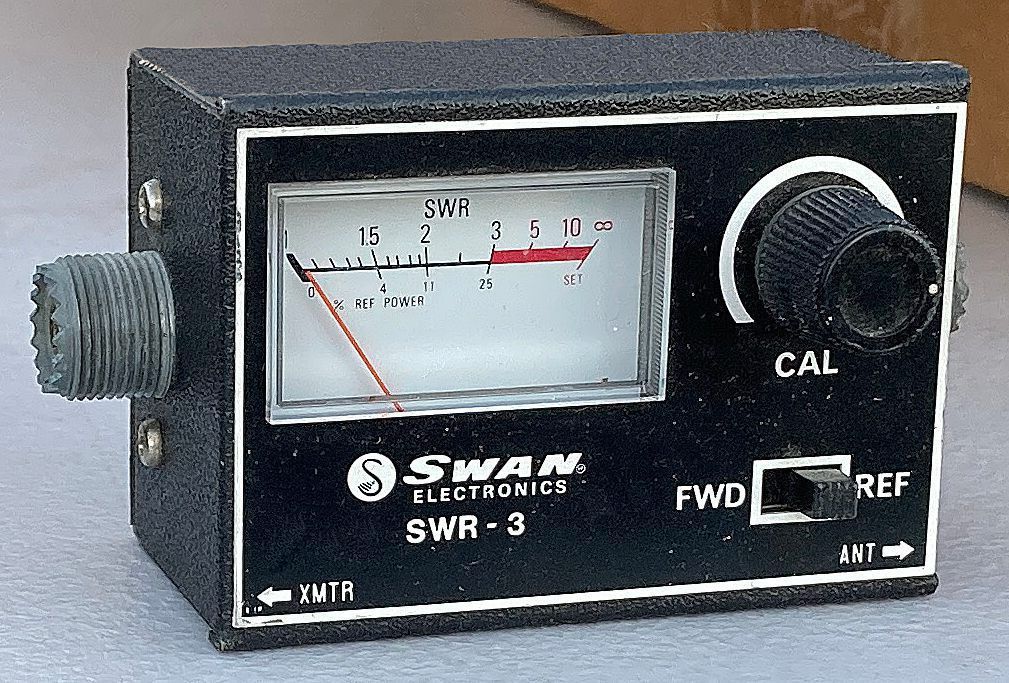 SWR
1 1.5 2 3 5 10 ∞
0 4 11 25 SET
% REF POWER
CAL
S SWAN®
ELECTRONICS
SWR - 3
FWD REF
ANT
XMTR